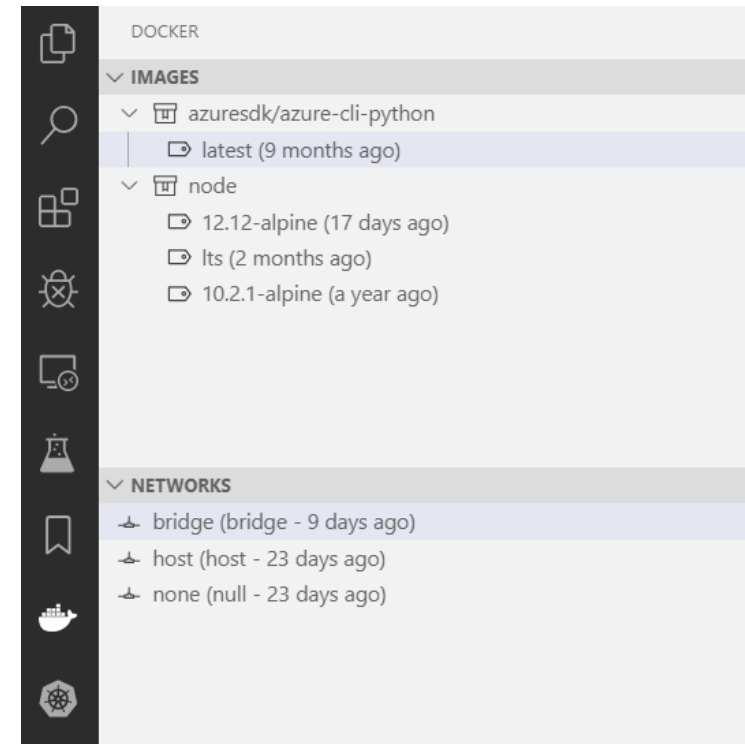 DOCKER
IMAGES
azuresdk/azure-cli-python
latest (9 months ago)
node
12.12-alpine (17 days ago)
lts (2 months ago)
10.2.1-alpine (a year ago)
NETWORKS
bridge (bridge - 9 days ago)
host (host - 23 days ago)
none (null - 23 days ago)